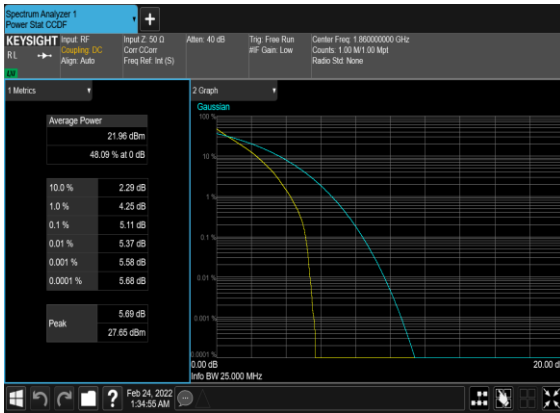 Spectrum Analyzer 1
Power Stat CCDF
+
KEYSIGHT
RL
LM
Input: RF
Coupling: DC
Align: Auto
Input Z: 50 Ω
Corr CCorr
Freq Ref: Int (S)
Atten: 40 dB
Trig: Free Run
#IF Gain: Low
Center Freq: 1.860000000 GHz
Counts: 1.00 M/1.00 Mpt
Radio Std: None
1 Metrics
Average Power
21.96 dBm
48.09 % at 0 dB
10.0 % 2.29 dB
1.0 % 4.25 dB
0.1 % 5.11 dB
0.01 % 5.37 dB
0.001 % 5.58 dB
0.0001 % 5.68 dB
Peak
5.69 dB
27.65 dBm
2 Graph
Gaussian
100 %
10 %
1 %
0.1 %
0.01 %
0.001 %
0.0001 %
0.00 dB
20.00 d
Info BW 25.000 MHz
?
Feb 24, 2022
1:34:55 AM